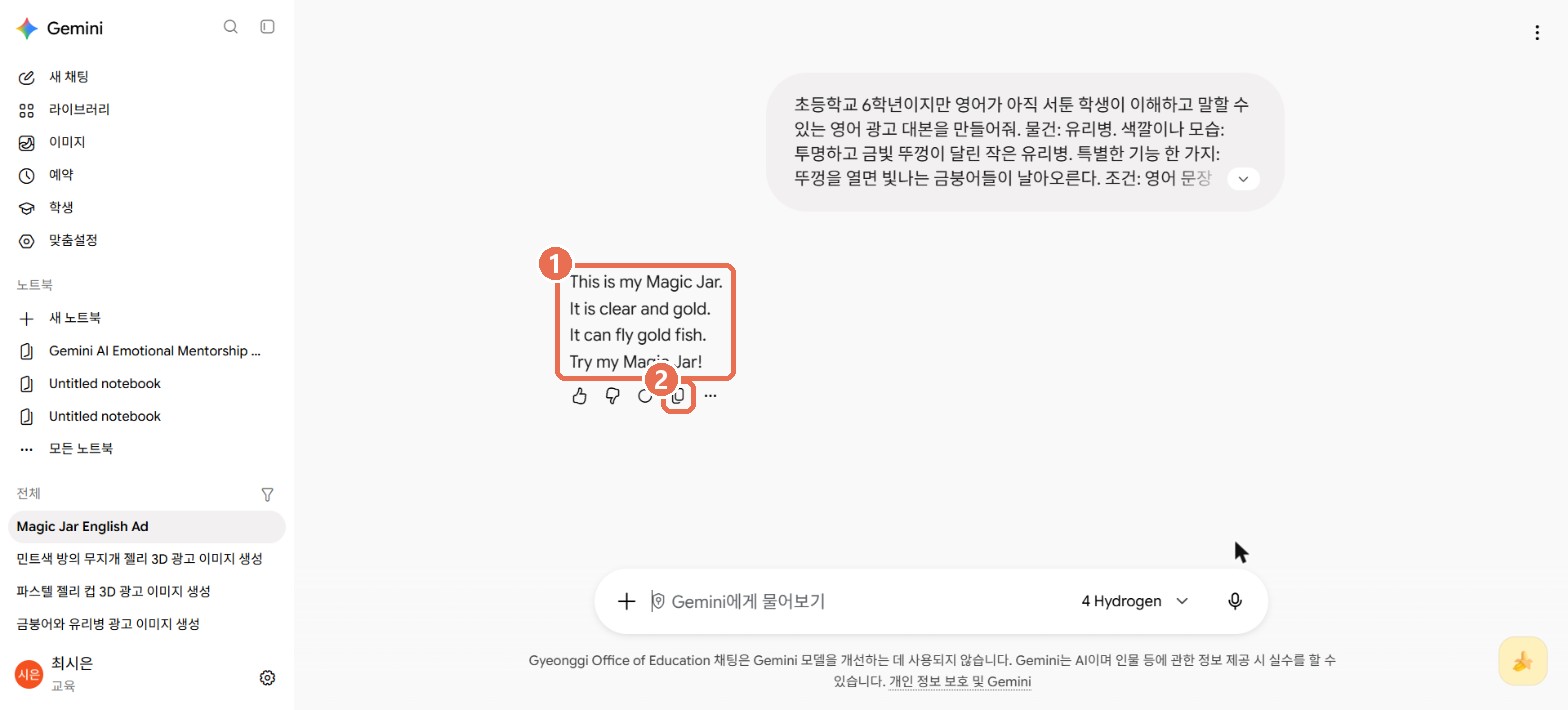 Gemini
새 채팅
라이브러리
이미지
예약
학생
맞춤설정
노트북
새 노트북
Gemini AI Emotional Mentorship ...
Untitled notebook
Untitled notebook
모든 노트북
전체
Magic Jar English Ad
민트색 방의 무지개 젤리 3D 광고 이미지 생성
파스텔 젤리 컵 3D 광고 이미지 생성
금붕어와 유리병 광고 이미지 생성
시은
최시은
교육
초등학교 6학년이지만 영어가 아직 서툰 학생이 이해하고 말할 수
있는 영어 광고 대본을 만들어줘. 물건: 유리병. 색깔이나 모습:
투명하고 금빛 뚜껑이 달린 작은 유리병. 특별한 기능 한 가지:
뚜껑을 열면 빛나는 금붕어들이 날아오른다. 조건: 영어 문장
1
This is my Magic Jar.
It is clear and gold.
It can fly gold fish.
Try my Magic Jar!
2
Gemini에게 물어보기
4 Hydrogen
Gyeonggi Office of Education 채팅은 Gemini 모델을 개선하는 데 사용되지 않습니다. Gemini는 AI이며 인물 등에 관한 정보 제공 시 실수를 할 수
있습니다. 개인 정보 보호 및 Gemini